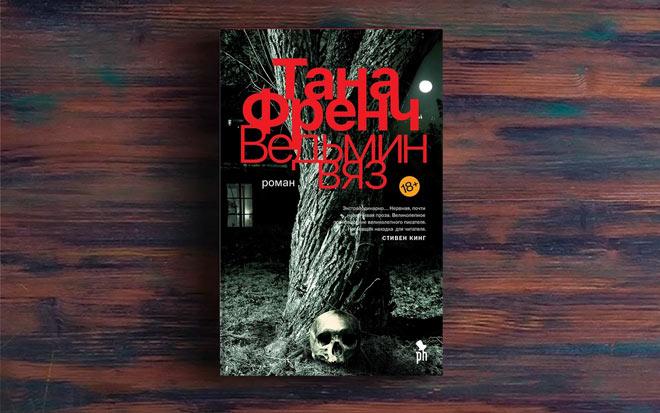 Тана
Френч
Ведьмин
вяз
роман
18+
Экстраординарно... Нервная, почти
проза. Великолепное
великолепного писателя.
находка для читателя.
СТИВЕН КИНГ
ph